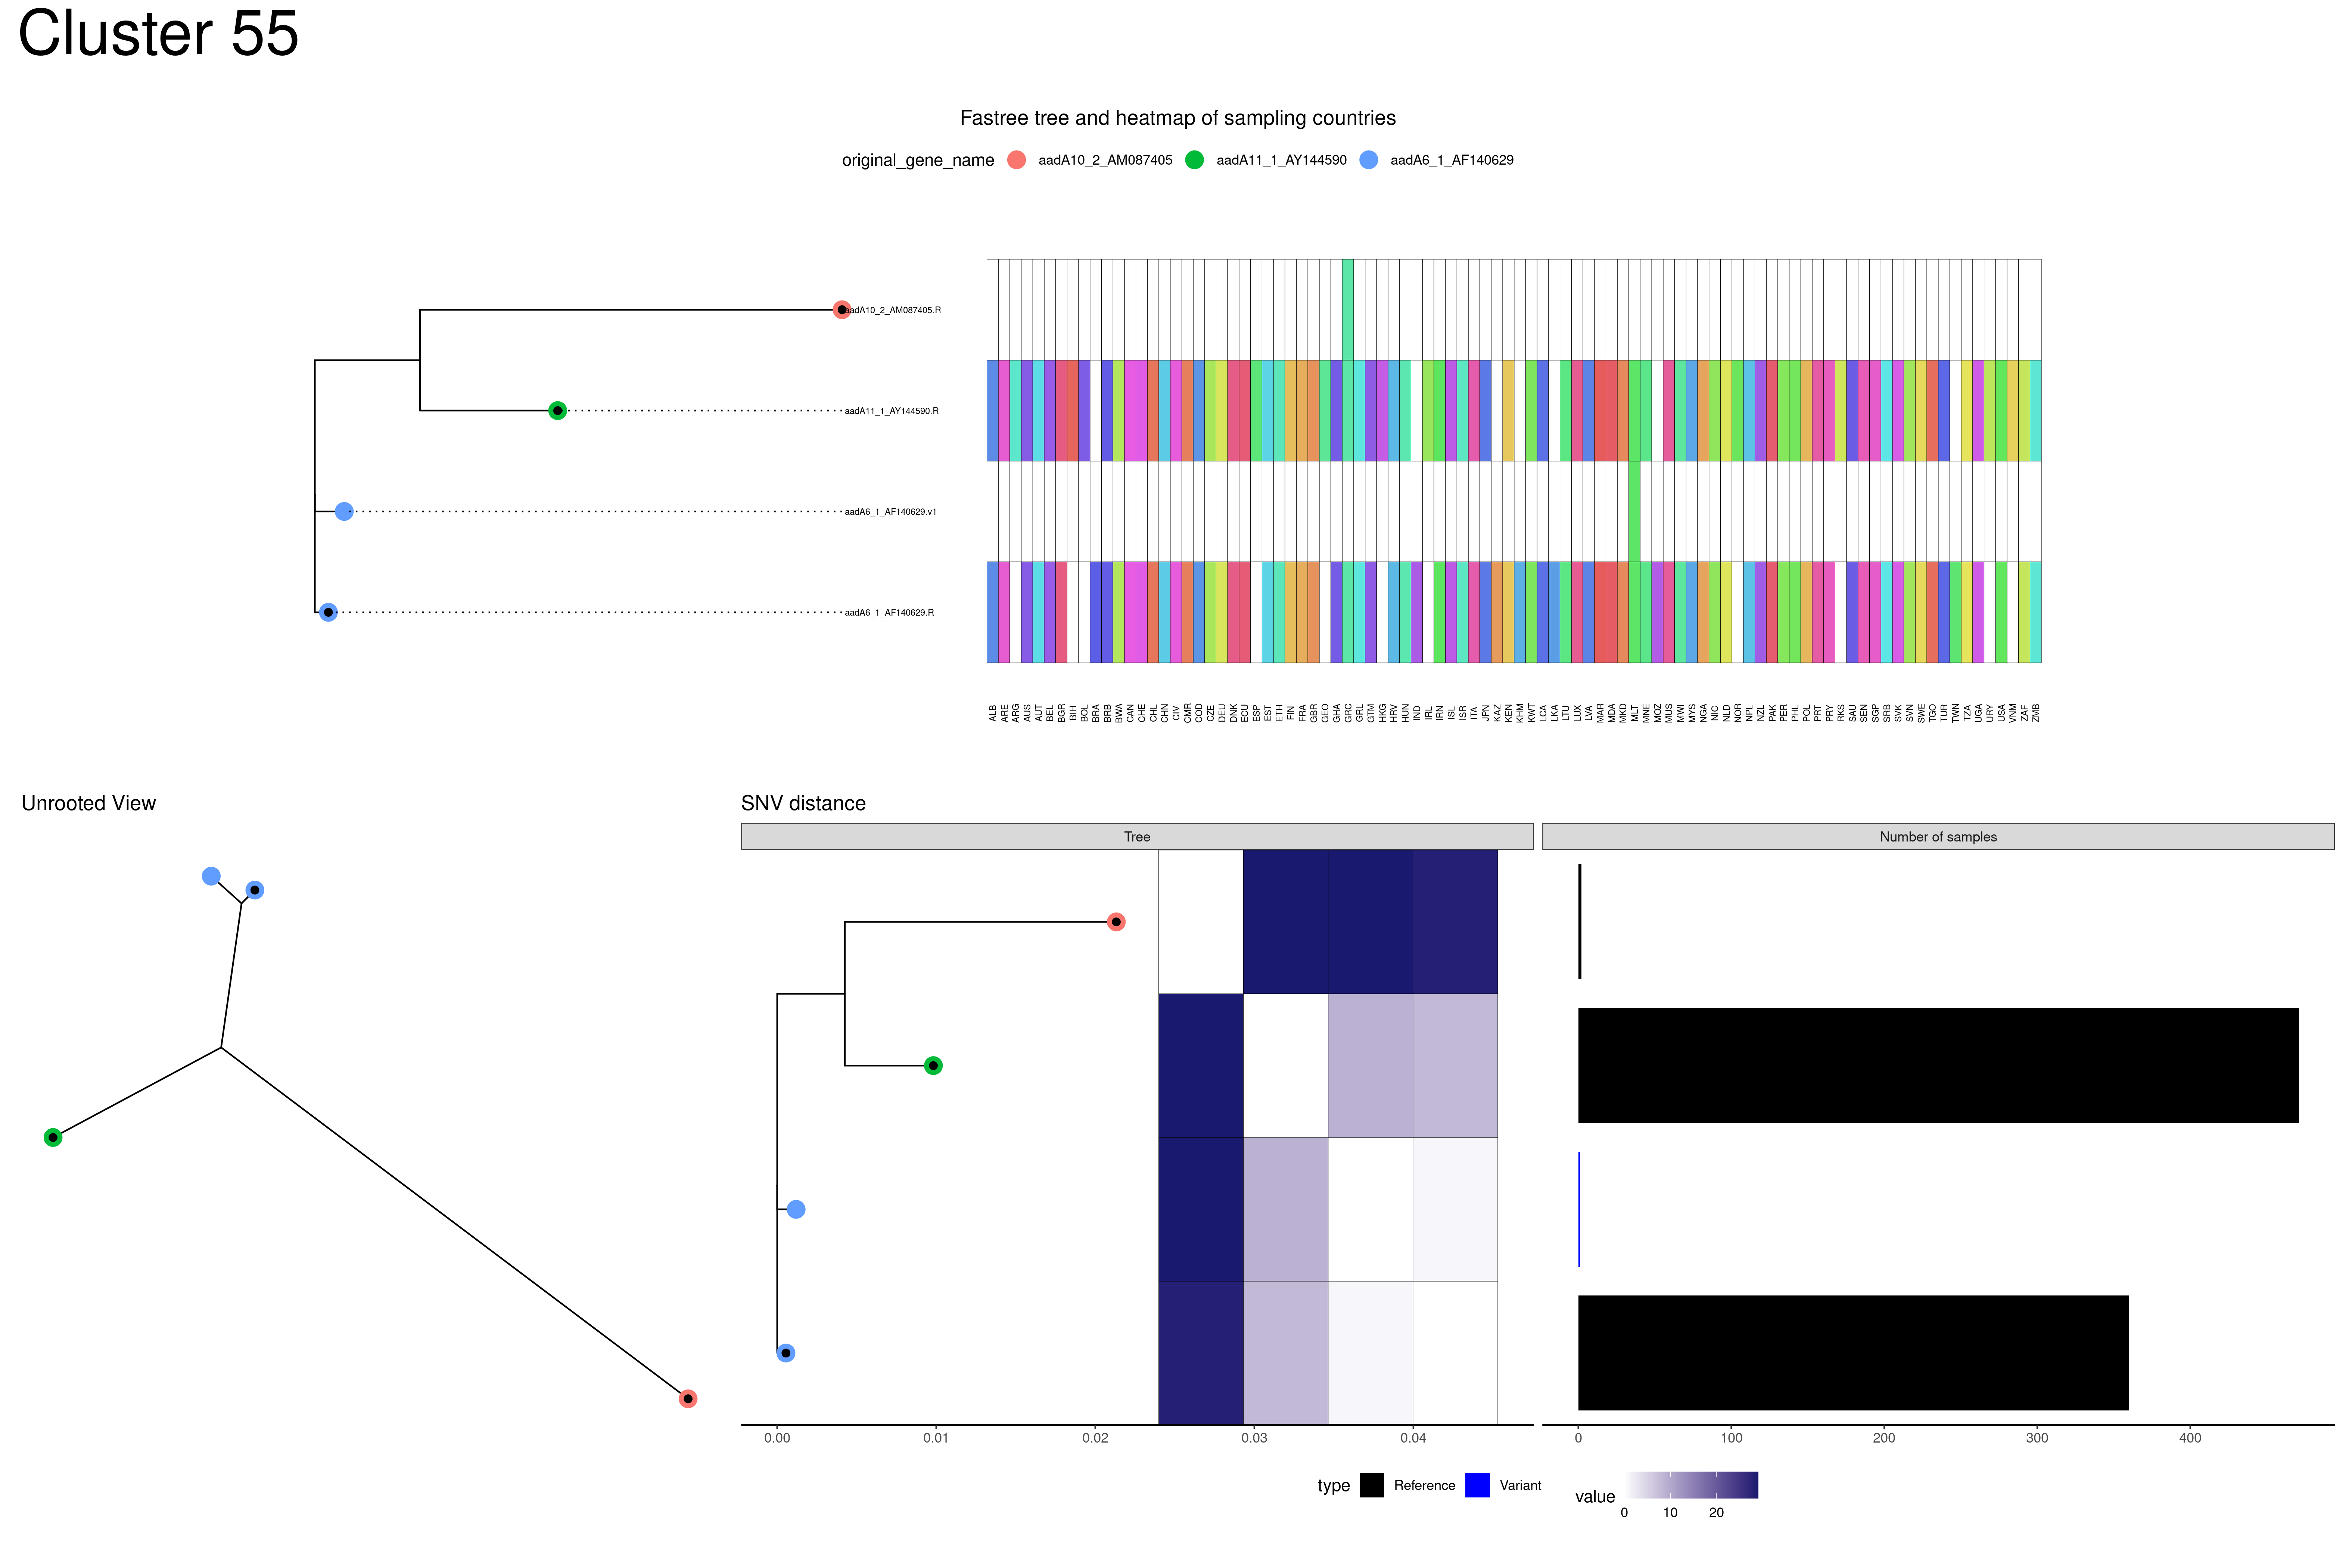 Cluster 55
Fastree tree and heatmap of sampling countries
original_gene_name aadA10_2_AM087405 aadA11_1_AY144590 aadA6_1_AF140629
aadA10_2_AM087405.R
aadA11_1_AY144590.R
aadA6_1_AF140629.v1
aadA6_1_AF140629.R
ALB ARE ARG AUS AUT BEL BGR BIH BOL BRA BRB BWA CAN CHE CHL CHN CIV CMR COD CZE DEU DNK ECU ESP EST ETH FIN FRA GBR GEO GHA GRC GRL GTM HKG HRV HUN IND IRL IRN ISL ISR ITA JPN KAZ KEN KHM KWT LCA LKA LTU LUX LVA MAR MDA MKD MLT MNE MOZ MUS MWI MYS NGA NIC NLD NOR NPL NZL PAK PER PHL POL PRT PRY RKS SAU SEN SGP SRB SVK SVN SWE TGO TUR TWN TZA UGA URY USA VNM ZAF ZMB
Unrooted View
SNV distance
Tree
Number of samples
0.00 0.01 0.02 0.03 0.04
0 100 200 300 400
type Reference Variant
value
0 10 20